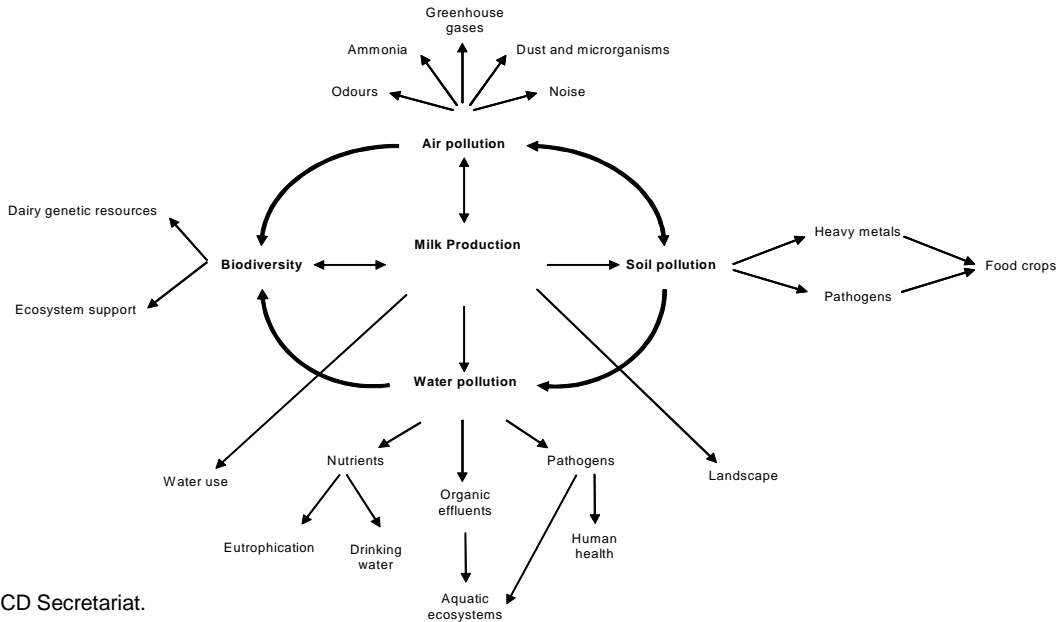 Greenhouse
gases
Ammonia
Dust and microrganisms
Odours
Noise
Air pollution
Dairy genetic resources
Milk Production
Heavy metals
Biodiversity
Soil pollution
Food crops
Pathogens
Ecosystem support
Water pollution
Nutrients
Pathogens
Water use
Landscape
Organic
effluents
Eutrophication
Drinking
water
Human
health
Aquatic
ecosystems
CD Secretariat.